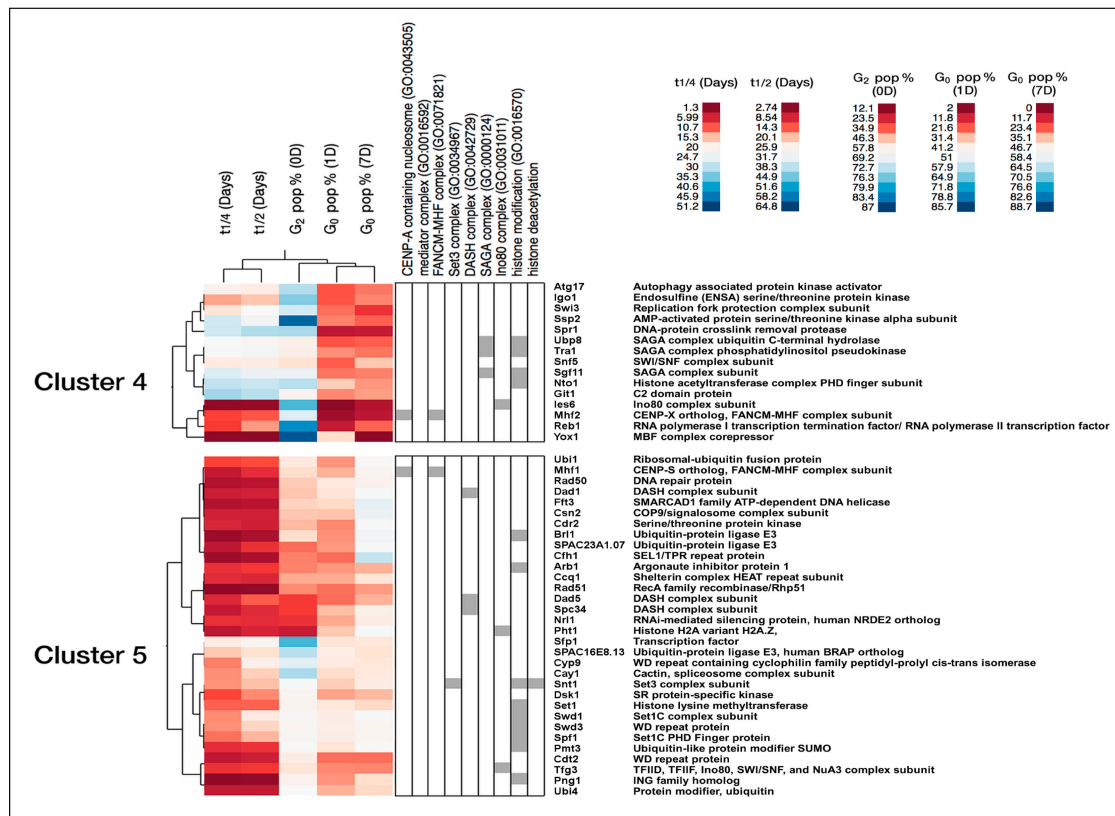 t1/4 (Days)
t1/2 (Days)
G2 pop % (0D)
G0 pop % (1D)
G0 pop % (7D)
CENP-A containing nucleosome (GO:0043505)
mediator complex (GO:0016592)
FANCM-MHF complex (GO:0071821)
Set3 complex (GO:0034967)
DASH complex (GO:0042729)
SAGA complex (GO:0000124)
Ino80 complex (GO:0031011)
histone modification (GO:0016570)
histone deacetylation
t1/4 (Days)
1.3
5.99
10.7
15.3
20
24.7
30
35.3
40.6
45.9
51.2
t1/2 (Days)
2.74
8.54
14.3
20.1
25.9
31.7
38.3
44.9
51.6
58.2
64.8
G2 pop %
(0D)
12.1
23.5
34.9
46.3
57.8
69.2
72.7
76.3
79.9
83.4
87
G0 pop %
(1D)
2
11.8
21.6
31.4
41.2
51
57.9
64.9
71.8
78.8
85.7
G0 pop %
(7D)
0
11.7
23.4
35.1
46.7
58.4
64.5
70.5
76.6
82.6
88.7
Cluster 4
Atg17 Autophagy associated protein kinase activator
Igo1 Endosulfine (ENSA) serine/threonine protein kinase
Swi3 Replication fork protection complex subunit
Ssp2 AMP-activated protein serine/threonine kinase alpha subunit
Spr1 DNA-protein crosslink removal protease
Ubp8 SAGA complex ubiquitin C-terminal hydrolase
Tra1 SAGA complex phosphatidylinositol pseudokinase
Snf5 SWI/SNF complex subunit
Sgf11 SAGA complex subunit
Nto1 Histone acetyltransferase complex PHD finger subunit
Git1 C2 domain protein
Ies6 Ino80 complex subunit
Mhf2 CENP-X ortholog, FANCM-MHF complex subunit
Reb1 RNA polymerase I transcription termination factor/ RNA polymerase II transcription factor
Yox1 MBF complex corepressor
Cluster 5
Ubi1 Ribosomal-ubiquitin fusion protein
Mhf1 CENP-S ortholog, FANCM-MHF complex subunit
Rad50 DNA repair protein
Dad1 DASH complex subunit
Fft3 SMARCAD1 family ATP-dependent DNA helicase
Csn2 COP9/signalosome complex subunit
Cdr2 Serine/threonine protein kinase
Brl1 Ubiquitin-protein ligase E3
SPAC23A1.07 Ubiquitin-protein ligase E3
Cfh1 SEL1/TPR repeat protein
Arb1 Argonaute inhibitor protein 1
Ccq1 Shelterin complex HEAT repeat subunit
Rad51 RecA family recombinase/Rhp51
Dad5 DASH complex subunit
Spc34 DASH complex subunit
Nrl1 RNAi-mediated silencing protein, human NRDE2 ortholog
Pht1 Histone H2A variant H2A.Z,
Sfp1 Transcription factor
SPAC16E8.13 Ubiquitin-protein ligase E3, human BRAP ortholog
Cyp9 WD repeat containing cyclophilin family peptidyl-prolyl cis-trans isomerase
Cay1 Cactin, spliceosome complex subunit
Snt1 Set3 complex subunit
Dsk1 SR protein-specific kinase
Set1 Histone lysine methyltransferase
Swd1 Set1C complex subunit
Swd3 WD repeat protein
Spf1 Set1C PHD Finger protein
Pmt3 Ubiquitin-like protein modifier SUMO
Cdt2 WD repeat protein
Tfg3 TFIID, TFIIF, Ino80, SWI/SNF, and NuA3 complex subunit
Png1 ING family homolog
Ubi4 Protein modifier, ubiquitin